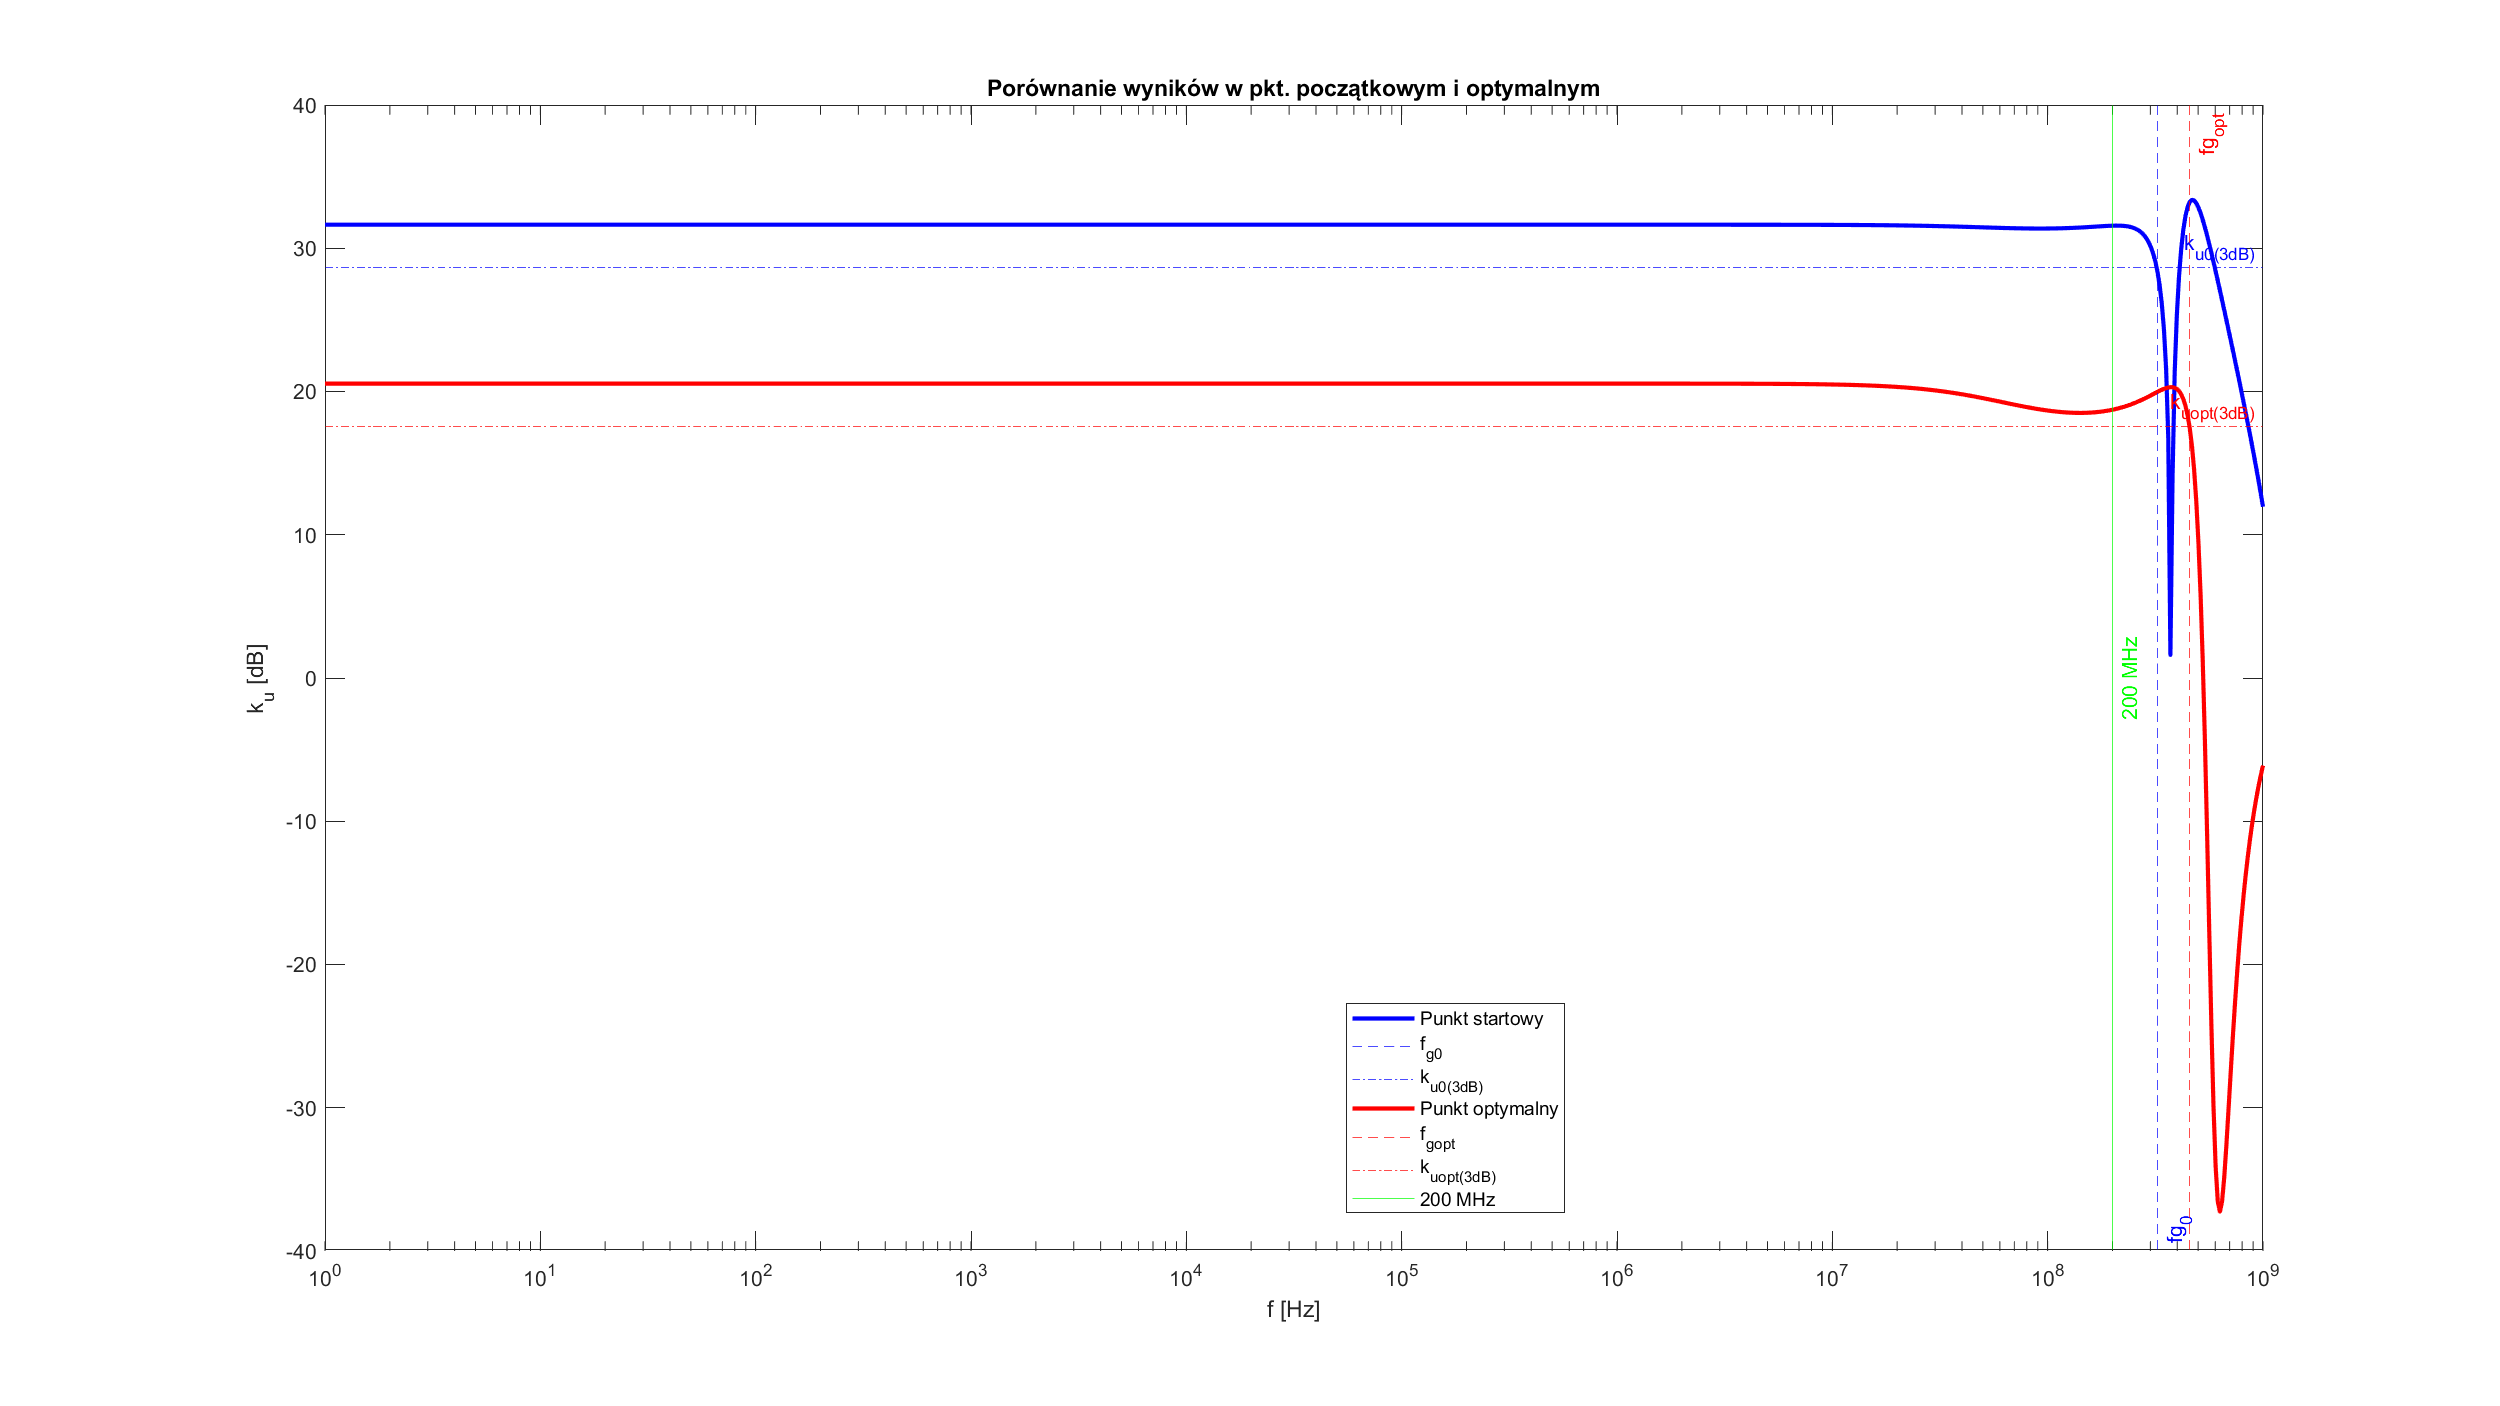 Porównanie wyników w pkt. początkowym i optymalnym
40
30
20
10
0
-10
-20
-30
-40
k_u [dB]
fg_opt
k_u0(3dB)
k_uopt(3dB)
200 MHz
fg_0
Punkt startowy
f_g0
k_u0(3dB)
Punkt optymalny
f_gopt
k_uopt(3dB)
200 MHz
10^0 10^1 10^2 10^3 10^4 10^5 10^6 10^7 10^8 10^9
f [Hz]